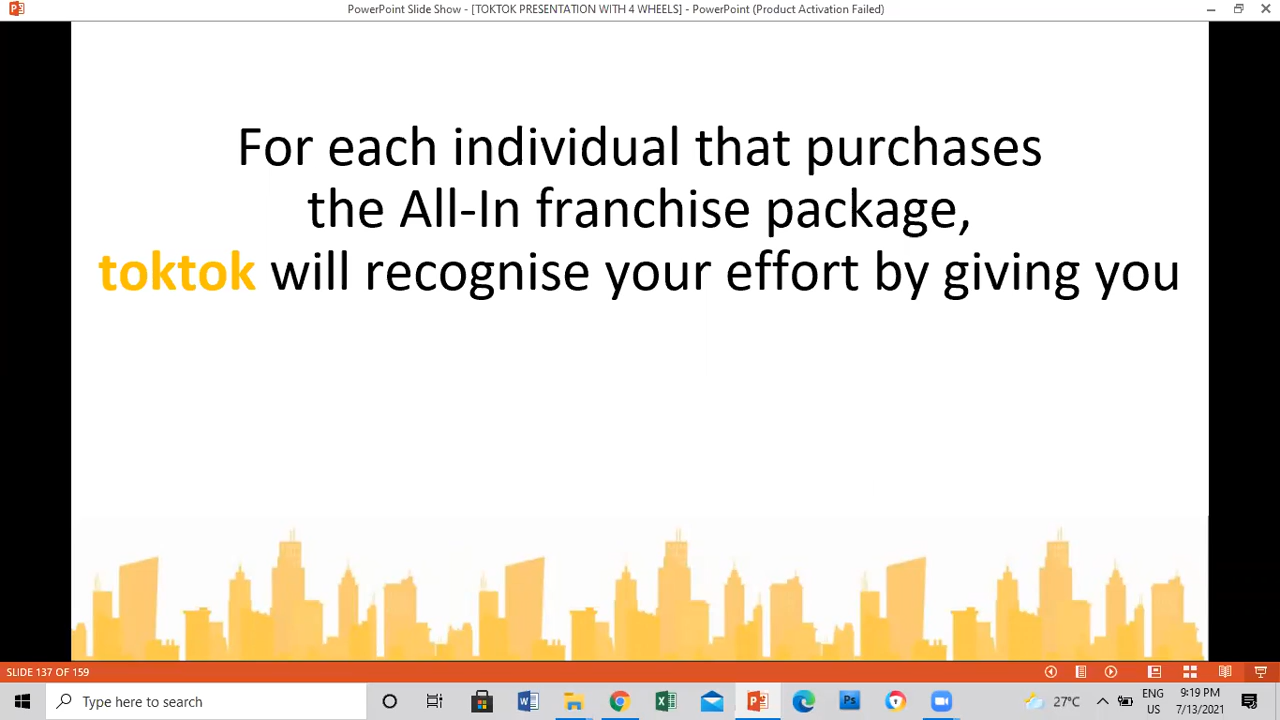 PowerPoint Slide Show - [TOKTOK PRESENTATION WITH 4 WHEELS] - PowerPoint (Product Activation Failed)
For each individual that purchases
the All-In franchise package,
toktok will recognise your effort by giving you
SLIDE 137 OF 159
Type here to search
27°C
ENG
US
9:19 PM
7/13/2021